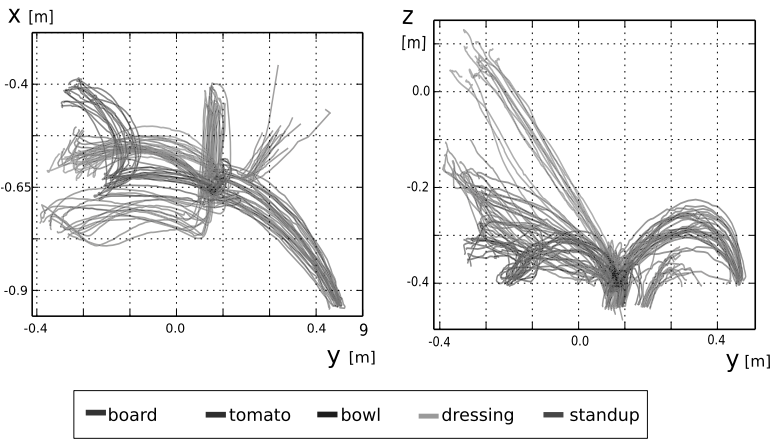 x [m]
-0.4
-0.65
-0.9
-0.4 0.0 0.4 9
y [m]
z
[m]
0.0
-0.2
-0.4
-0.4 0.0 0.4
y [m]
board tomato bowl dressing standup